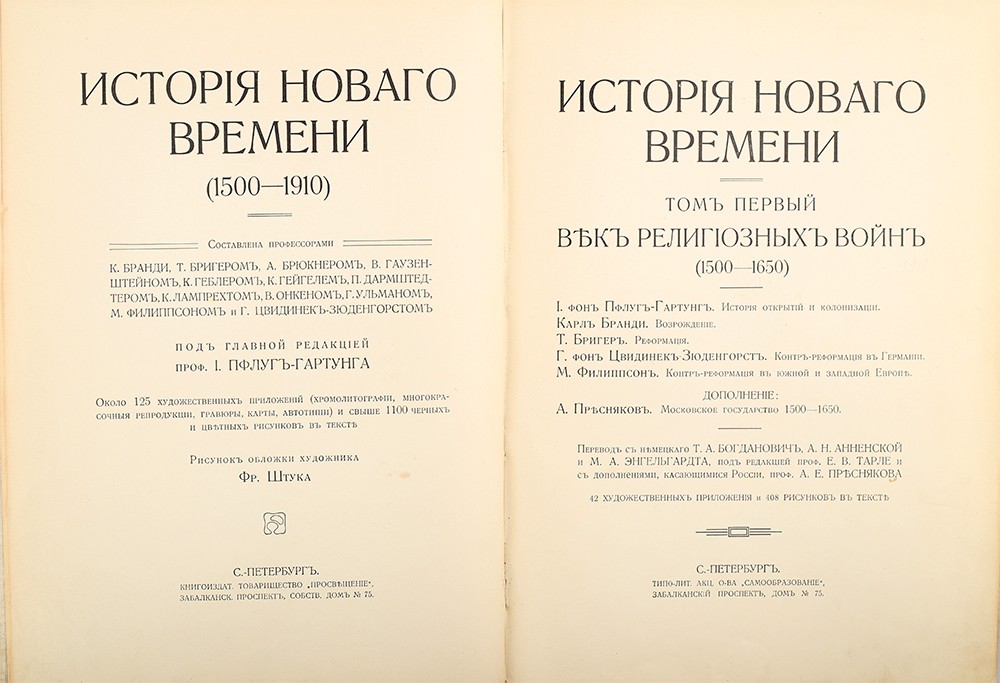 ИСТОРІЯ НОВАГО
ВРЕМЕНИ
(1500—1910)
Составлена профессорами
К. БРАНДИ, Т. БРИГЕРОМЪ, А. БРЮКНЕРОМЪ, В. ГАУЗЕН-
ШТЕЙНОМЪ, К. ГЕБЛЕРОМЪ, К. ГЕЙГЕЛЕМЪ, П. ДАРМШТЕД-
ТЕРОМЪ, К. ЛАМПРЕХТОМЪ, В. ОНКЕНОМЪ, Г. УЛЬМАНОМЪ,
М. ФИЛИППСОНОМЪ и Г. ЦВИДИНЕКЪ-ЗЮДЕНГОРСТОМЪ
ПОДЪ ГЛАВНОЙ РЕДАКЦІЕЙ
ПРОФ. І. ПФЛУГЪ-ГАРТУНГА
Около 125 художественныхъ приложеній (хромолитографіи, многокра-
сочныя репродукціи, гравюры, карты, автотипіи) и свыше 1100 черныхъ
и цвѣтныхъ рисунковъ въ текстѣ
Рисунокъ обложки художника
Фр. Штука
С.-ПЕТЕРБУРГЪ.
КНИГОИЗДАТ. ТОВАРИЩЕСТВО „ПРОСВѢЩЕНІЕ“,
ЗАБАЛКАНСК. ПРОСПЕКТЪ, СОБСТВ. ДОМЪ № 75.
ИСТОРІЯ НОВАГО
ВРЕМЕНИ
ТОМЪ ПЕРВЫЙ
ВѢКЪ РЕЛИГІОЗНЫХЪ ВОЙНЪ
(1500—1650)
І. фонъ Пфлугъ-Гартунгъ. Исторія открытій и колонизаціи.
Карлъ Бранди. Возрожденіе.
Т. Бригеръ. Реформація.
Г. фонъ Цвидинекъ-Зюденгорстъ. Контръ-реформація въ Германіи.
М. Филиппсонъ. Контръ-реформація въ южной и западной Европѣ.
ДОПОЛНЕНІЕ:
А. Прѣсняковъ. Московское государство 1500—1650.
Переводъ съ нѣмецкаго Т. А. БОГДАНОВИЧЪ, А. Н. АННЕНСКОЙ
и М. А. ЭНГЕЛЬГАРДТА, подъ редакціей проф. Е. В. ТАРЛЕ и
съ дополненіями, касающимися Россіи, проф. А. Е. ПРѢСНЯКОВА
42 ХУДОЖЕСТВЕННЫХЪ ПРИЛОЖЕНІЯ и 408 РИСУНКОВЪ ВЪ ТЕКСТѢ
С.-ПЕТЕРБУРГЪ.
ТИПО-ЛИТ. АКЦ. О-ВА „САМООБРАЗОВАНІЕ“,
ЗАБАЛКАНСКІЙ ПРОСПЕКТЪ, ДОМЪ № 75.